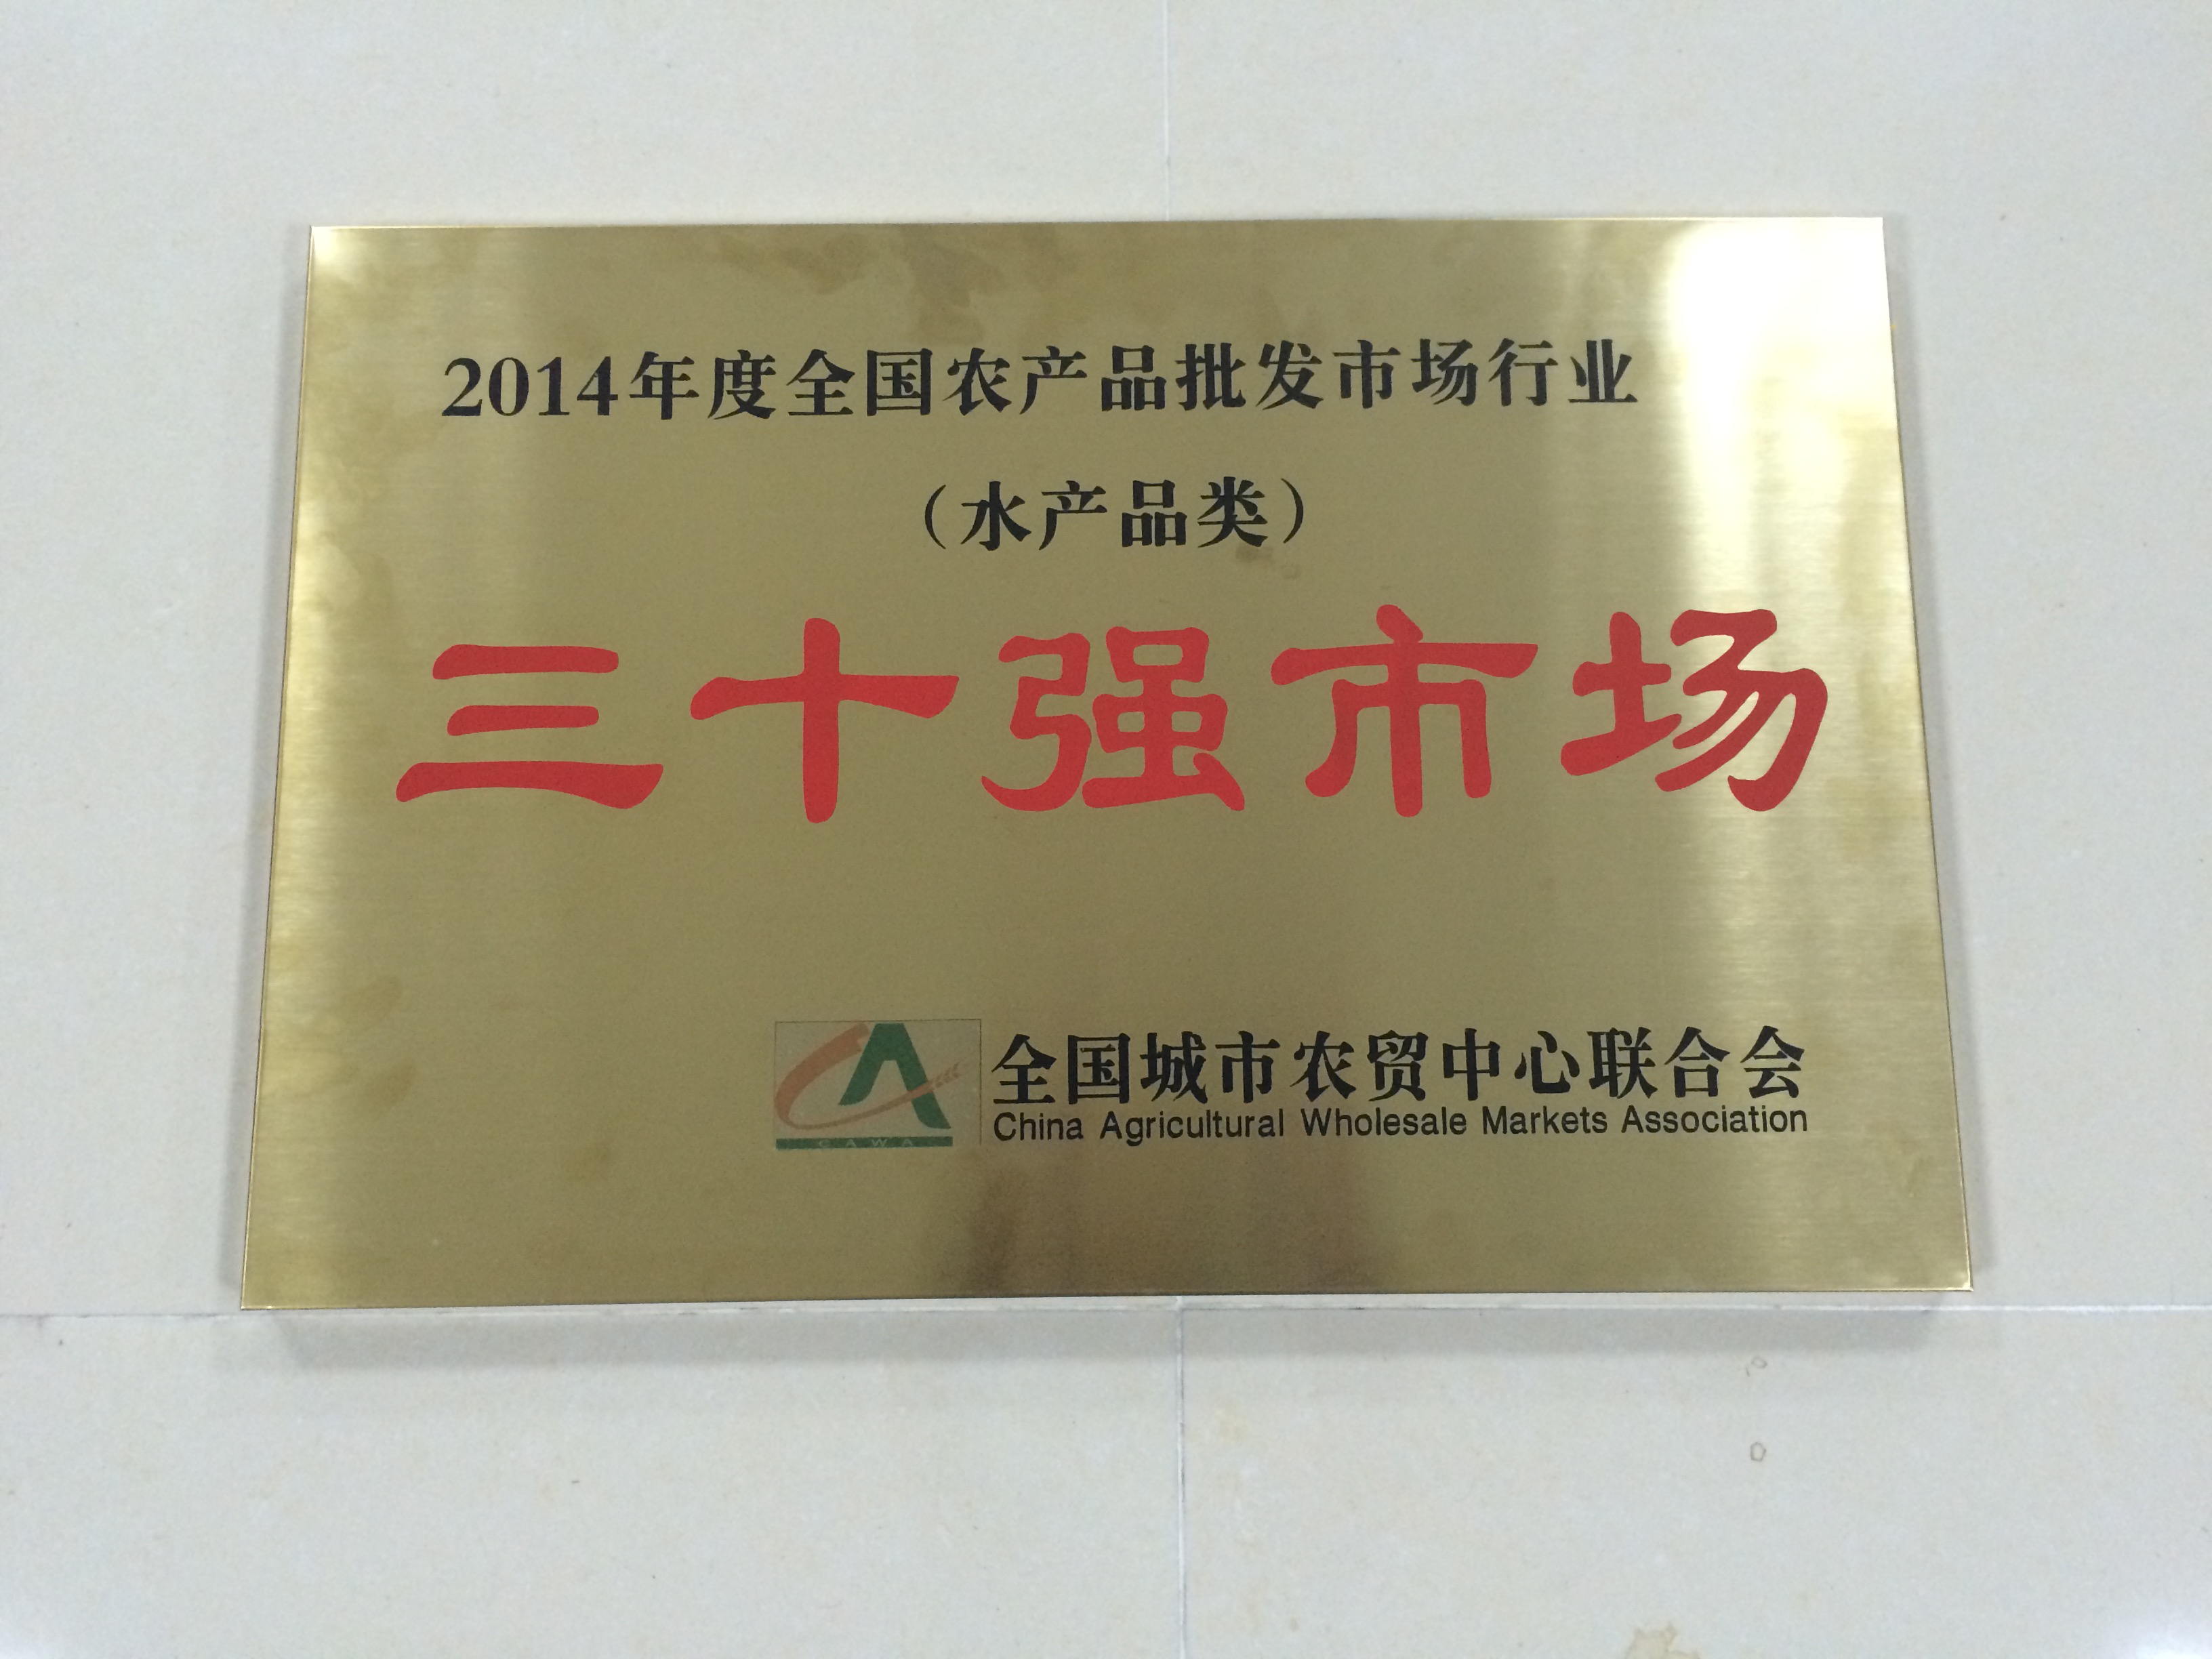 2014年度全国农产品批发市场行业
（水产品类）
三十强市场
全国城市农贸中心联合会
China Agricultural Wholesale Markets Association
CAWA